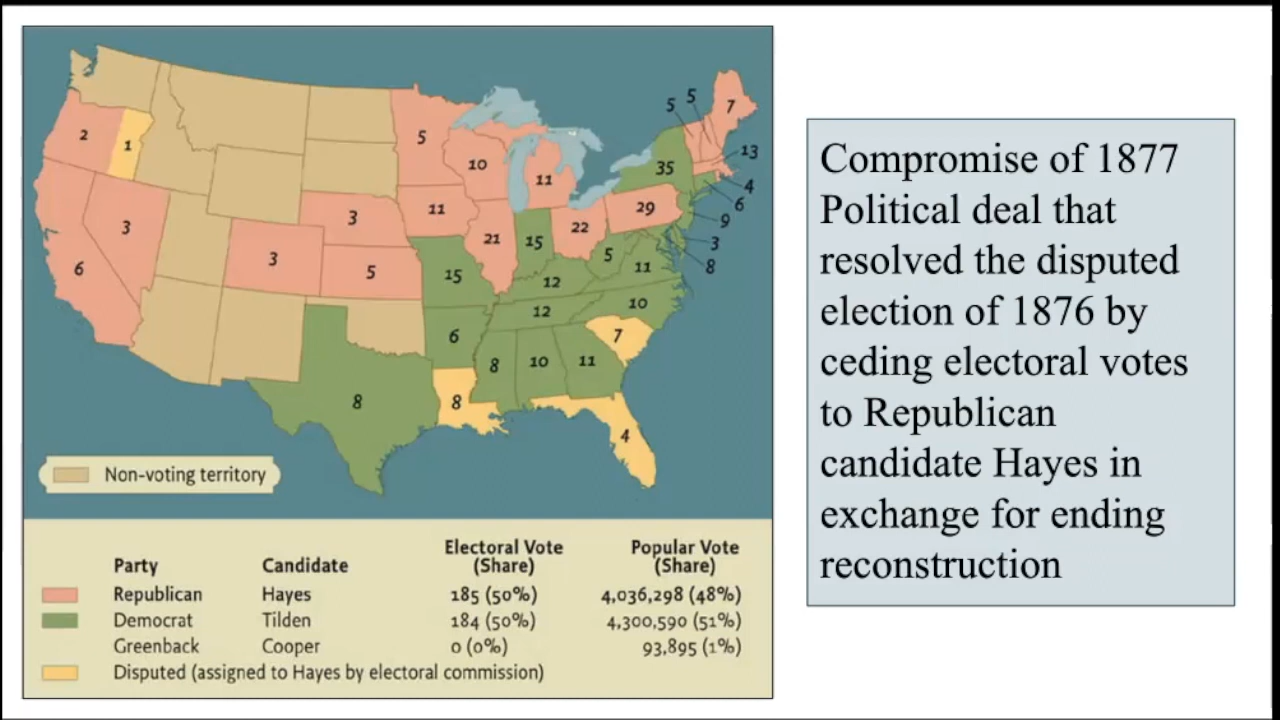 5
5
7
2
1
5
13
10
35
11
4
6
29
11
3
9
22
3
21
15
3
5
8
6
3
5
15
11
12
10
12
7
6
8
10
11
8
8
4
Non-voting territory
Party Candidate Electoral Vote (Share) Popular Vote (Share)
Republican Hayes 185 (50%) 4,036,298 (48%)
Democrat Tilden 184 (50%) 4,300,590 (51%)
Greenback Cooper 0 (0%) 93,895 (1%)
Disputed (assigned to Hayes by electoral commission)
Compromise of 1877
Political deal that
resolved the disputed
election of 1876 by
ceding electoral votes
to Republican
candidate Hayes in
exchange for ending
reconstruction